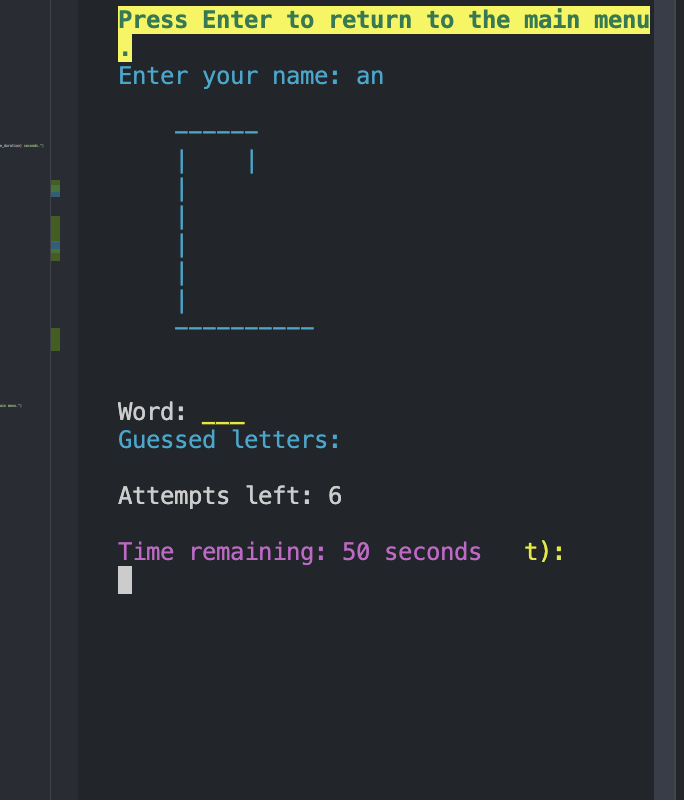 Press Enter to return to the main menu
.
Enter your name: an
Word: ___
Guessed letters:
Attempts left: 6
Time remaining: 50 seconds   t):